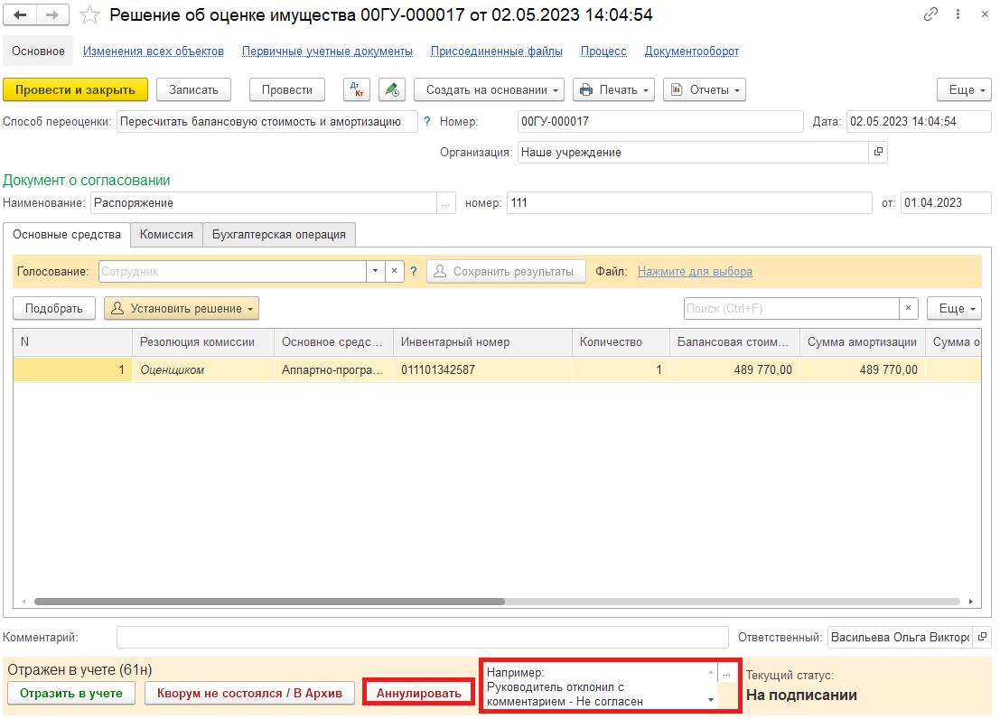 Решение об оценке имущества 00ГУ-000017 от 02.05.2023 14:04:54
Основное Изменения всех объектов Первичные учетные документы Присоединенные файлы Процесс Документооборот
Провести и закрыть Записать Провести Дт Кт Создать на основании Печать Отчеты Еще
Способ переоценки: Пересчитать балансовую стоимость и амортизацию ? Номер: 00ГУ-000017 Дата: 02.05.2023 14:04:54
Организация: Наше учреждение
Документ о согласовании
Наименование: Распоряжение ... номер: 111 от: 01.04.2023
Основные средства Комиссия Бухгалтерская операция
Голосование: Сотрудник × ? Сохранить результаты Файл: Нажмите для выбора
Подобрать Установить решение Поиск (Ctrl+F) × Еще
N Резолюция комиссии Основное средс... Инвентарный номер Количество Балансовая стоим... Сумма амортизации Сумма о
1 Оценщиком Аппартно-програ... 011101342587 1 489 770,00 489 770,00
Комментарий: Ответственный: Васильева Ольга Викторо
Отражен в учете (61н)
Отразить в учете Кворум не состоялся / В Архив Аннулировать
Например:
Руководитель отклонил с
комментарием - Не согласен
...
Текущий статус:
На подписании